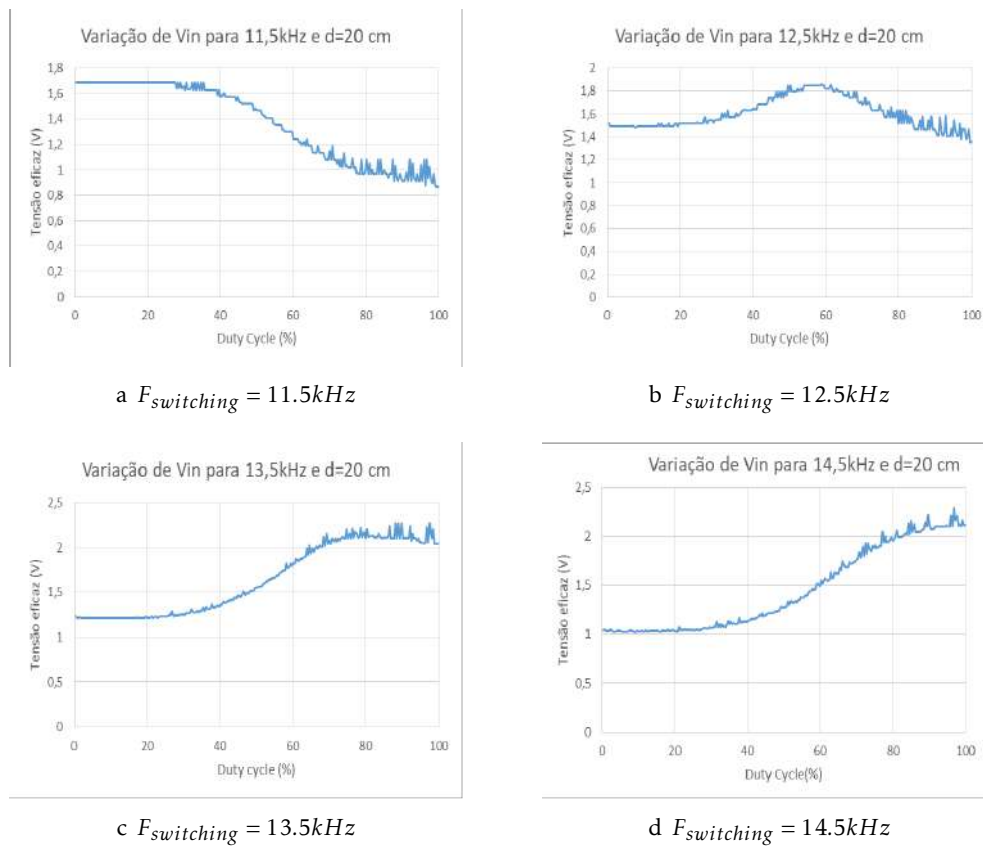 Variação de Vin para 11,5kHz e d=20 cm
Tensão eficaz (V)
1,8
1,6
1,4
1,2
1
0,8
0,6
0,4
0,2
0
0 20 40 60 80 100
Duty Cycle (%)
a F_switching = 11.5kHz
Variação de Vin para 12,5kHz e d=20 cm
Tensão eficaz (V)
2
1,8
1,6
1,4
1,2
1
0,8
0,6
0,4
0,2
0
0 20 40 60 80 100
Duty Cycle (%)
b F_switching = 12.5kHz
Variação de Vin para 13,5kHz e d=20 cm
Tensão eficaz (V)
2,5
2
1,5
1
0,5
0
0 20 40 60 80 100
Duty cycle (%)
c F_switching = 13.5kHz
Variação de Vin para 14,5kHz e d=20 cm
Tensão eficaz (V)
2,5
2
1,5
1
0,5
0
0 20 40 60 80 100
Duty Cycle(%)
d F_switching = 14.5kHz